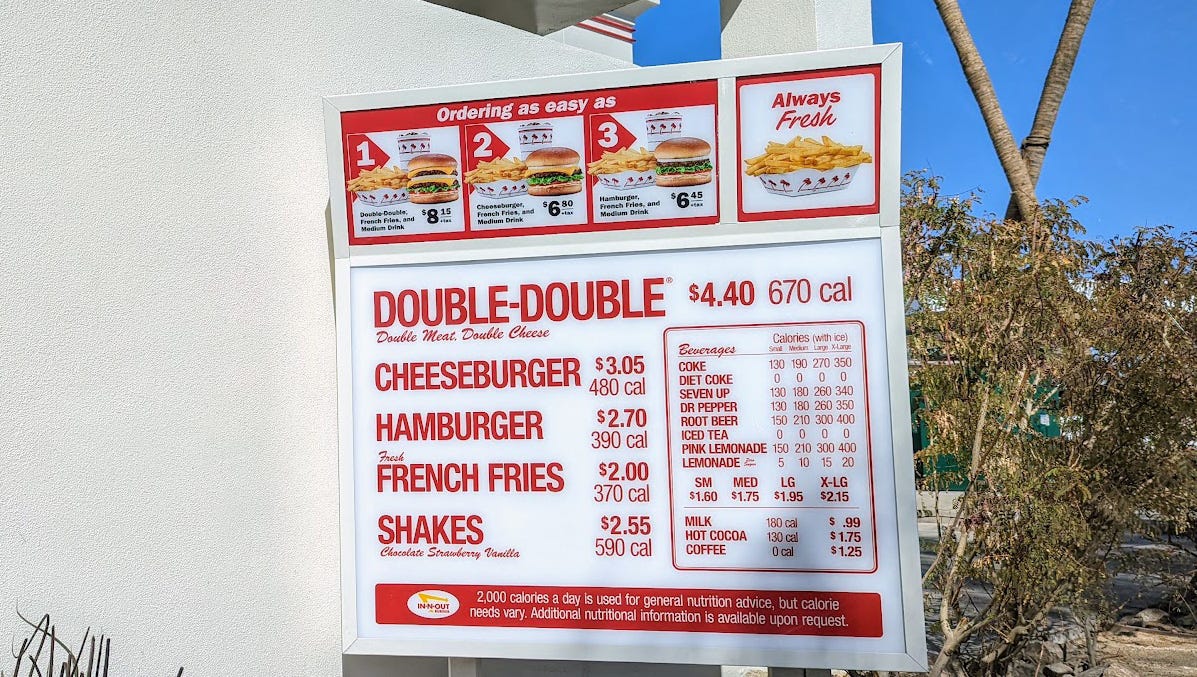 Ordering as easy as
1
Double-Double,
French Fries, and
Medium Drink
$8 15
+tax
2
Cheeseburger,
French Fries, and
Medium Drink
$6 80
+tax
3
Hamburger,
French Fries, and
Medium Drink
$6 45
+tax
Always
Fresh
DOUBLE-DOUBLE® $4.40 670 cal
Double Meat, Double Cheese
CHEESEBURGER $3.05
480 cal
HAMBURGER $2.70
390 cal
Fresh
FRENCH FRIES $2.00
370 cal
SHAKES $2.55
Chocolate Strawberry Vanilla 590 cal
Beverages Calories (with ice)
Small Medium Large X-Large
COKE 130 190 270 350
DIET COKE 0 0 0 0
SEVEN UP 130 180 260 340
DR PEPPER 130 180 260 350
ROOT BEER 150 210 300 400
ICED TEA 0 0 0 0
PINK LEMONADE 150 210 300 400
LEMONADE 5 10 15 20
SM MED LG X-LG
$1.60 $1.75 $1.95 $2.15
MILK 180 cal $ .99
HOT COCOA 130 cal $1.75
COFFEE 0 cal $1.25
IN-N-OUT
BURGER
2,000 calories a day is used for general nutrition advice, but calorie
needs vary. Additional nutritional information is available upon request.